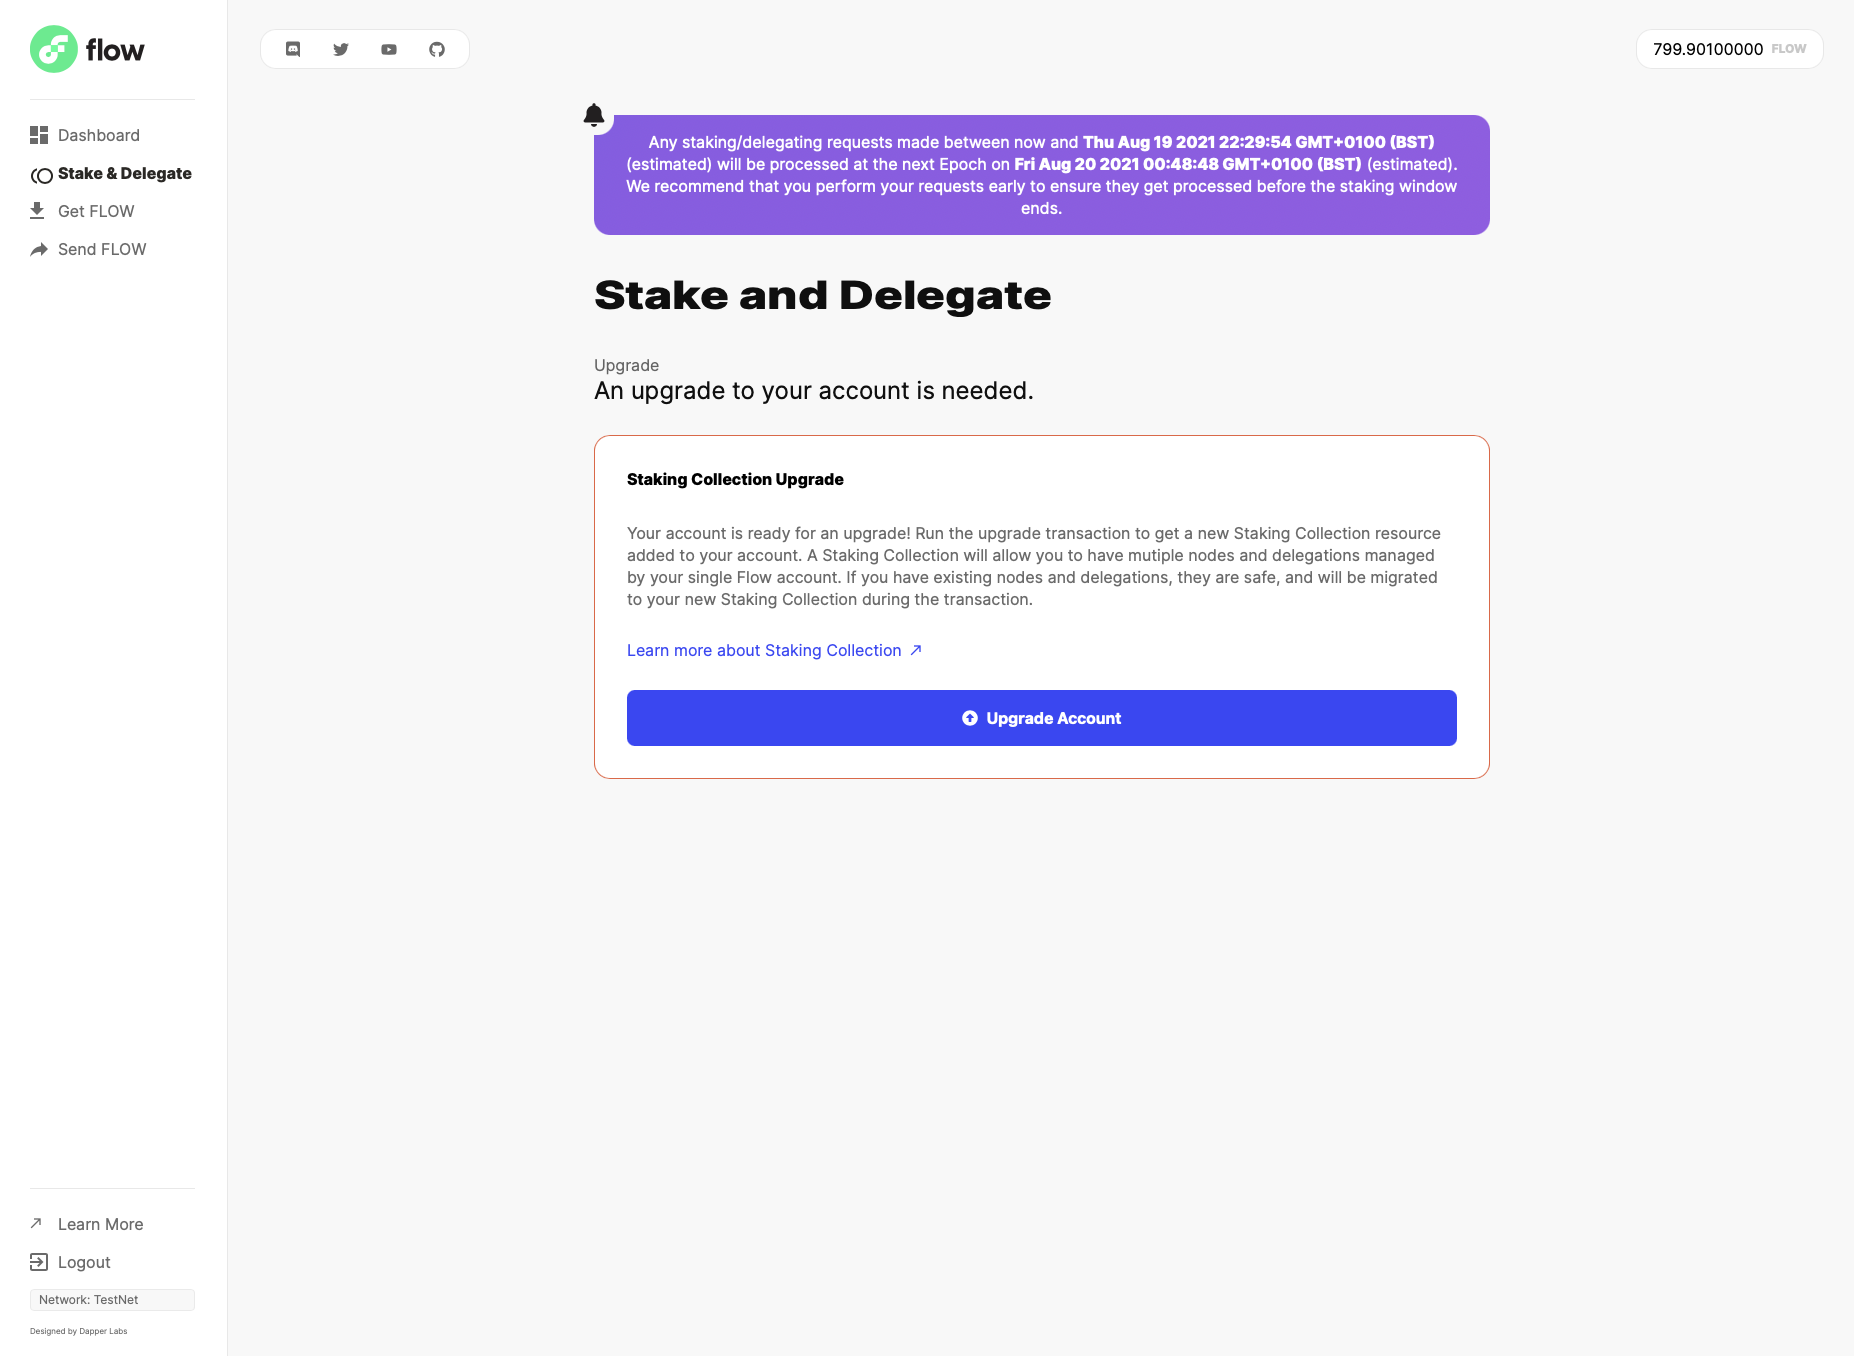 flow
Dashboard
Stake & Delegate
Get FLOW
Send FLOW
799.90100000 FLOW
Any staking/delegating requests made between now and Thu Aug 19 2021 22:29:54 GMT+0100 (BST)
(estimated) will be processed at the next Epoch on Fri Aug 20 2021 00:48:48 GMT+0100 (BST) (estimated).
We recommend that you perform your requests early to ensure they get processed before the staking window
ends.
Stake and Delegate
Upgrade
An upgrade to your account is needed.
Staking Collection Upgrade
Your account is ready for an upgrade! Run the upgrade transaction to get a new Staking Collection resource
added to your account. A Staking Collection will allow you to have mutiple nodes and delegations managed
by your single Flow account. If you have existing nodes and delegations, they are safe, and will be migrated
to your new Staking Collection during the transaction.
Learn more about Staking Collection
Upgrade Account
Learn More
Logout
Network: TestNet
Designed by Dapper Labs